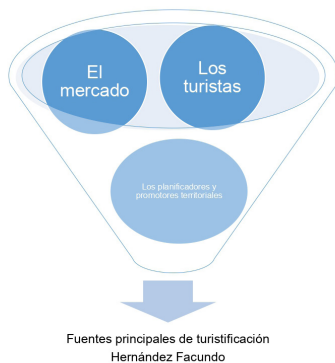 El
mercado
Los
turistas
Los planificadores y
promotores territoriales
Fuentes principales de turistificación
Hernández Facundo